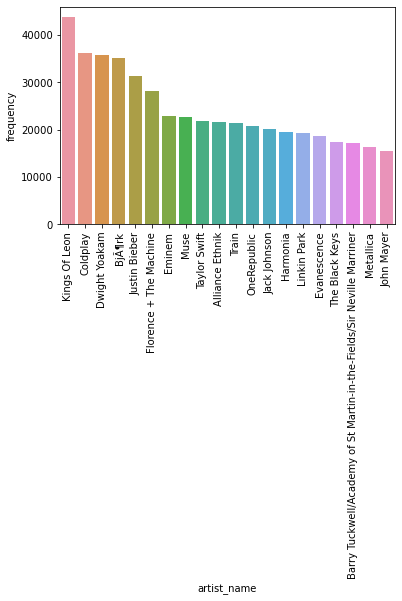 40000
30000
20000
10000
0
frequency
Kings Of Leon
Coldplay
Dwight Yoakam
BjÃ¶rk
Justin Bieber
Florence + The Machine
Eminem
Muse
Taylor Swift
Alliance Ethnik
Train
OneRepublic
Jack Johnson
Harmonia
Linkin Park
Evanescence
The Black Keys
Barry Tuckwell/Academy of St Martin-in-the-Fields/Sir Neville Marriner
Metallica
John Mayer
artist_name